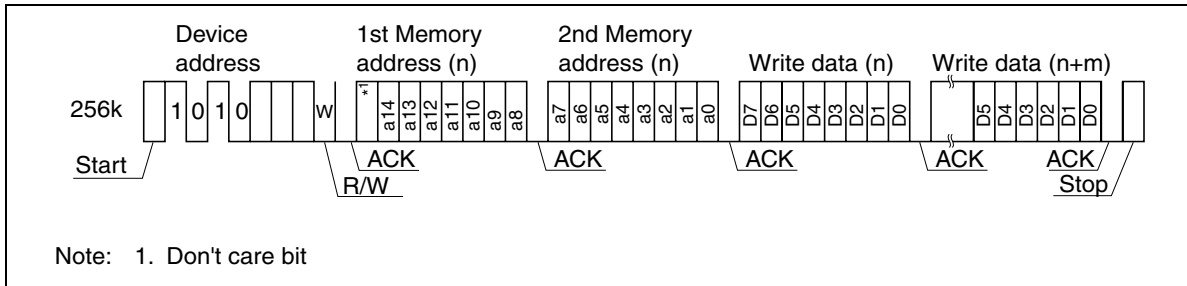 Device address
1st Memory address (n)
2nd Memory address (n)
Write data (n)
Write data (n+m)
256k
1 0 1 0
W
*1 a14 a13 a12 a11 a10 a9 a8
a7 a6 a5 a4 a3 a2 a1 a0
D7 D6 D5 D4 D3 D2 D1 D0
D5 D4 D3 D2 D1 D0
Start
R/W
ACK
ACK
ACK
ACK
ACK
Stop
Note: 1. Don't care bit